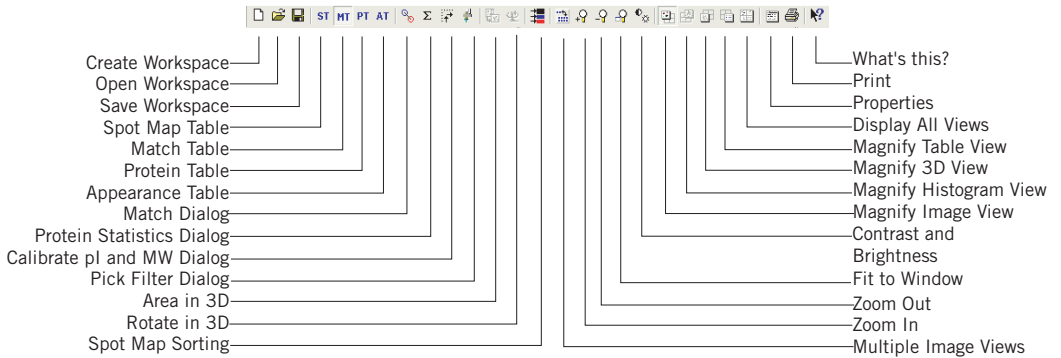 ST MT PT AT Σ ?
Create Workspace
Open Workspace
Save Workspace
Spot Map Table
Match Table
Protein Table
Appearance Table
Match Dialog
Protein Statistics Dialog
Calibrate pI and MW Dialog
Pick Filter Dialog
Area in 3D
Rotate in 3D
Spot Map Sorting
What's this?
Print
Properties
Display All Views
Magnify Table View
Magnify 3D View
Magnify Histogram View
Magnify Image View
Contrast and
Brightness
Fit to Window
Zoom Out
Zoom In
Multiple Image Views